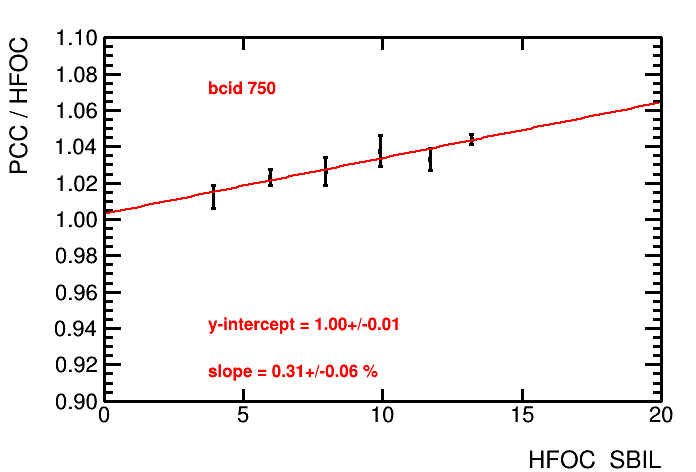 PCC / HFOC
1.10
1.08
1.06
1.04
1.02
1.00
0.98
0.96
0.94
0.92
0.90
bcid 750
y-intercept = 1.00+/-0.01
slope = 0.31+/-0.06 %
0 5 10 15 20
HFOC SBIL